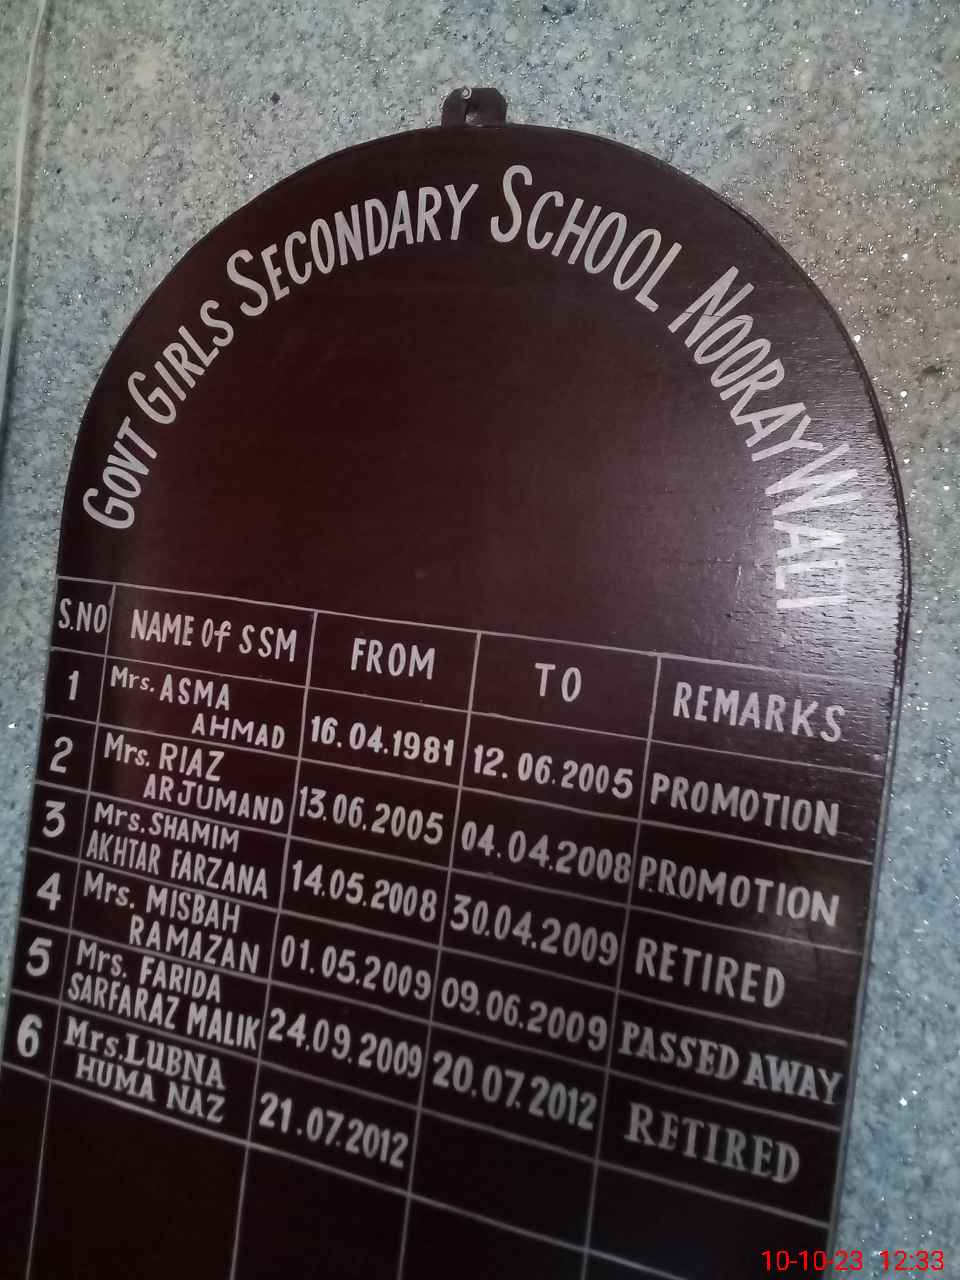 GOVT GIRLS SECONDARY SCHOOL NOORAY WALI
S.NO NAME Of SSM FROM TO REMARKS
1 Mrs. ASMA AHMAD 16.04.1981 12.06.2005 PROMOTION
2 Mrs. RIAZ ARJUMAND 13.06.2005 04.04.2008 PROMOTION
3 Mrs. SHAMIM AKHTAR FARZANA 14.05.2008 30.04.2009 RETIRED
4 Mrs. MISBAH RAMAZAN 01.05.2009 09.06.2009 PASSED AWAY
5 Mrs. FARIDA SARFARAZ MALIK 24.09.2009 20.07.2012 RETIRED
6 Mrs. LUBNA HUMA NAZ 21.07.2012
10-10-23 12:33